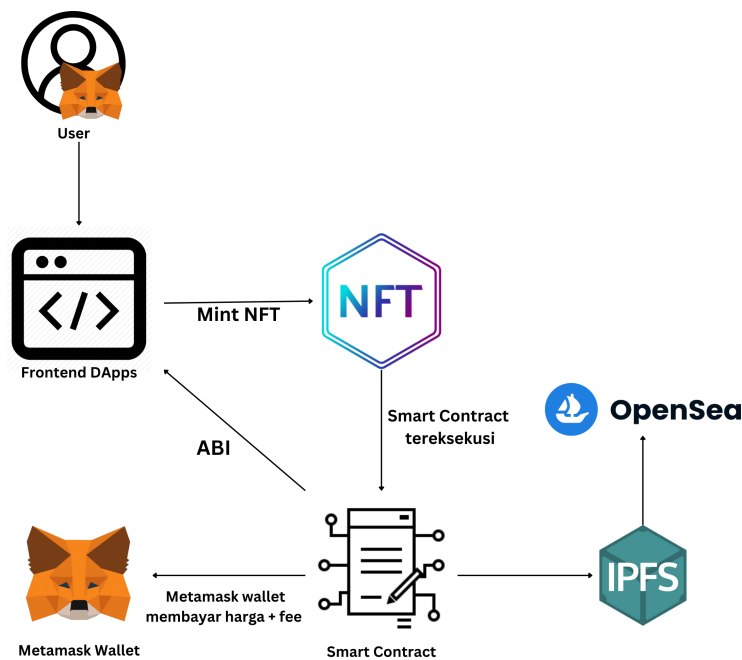 User
</>
Mint NFT
NFT
Frontend DApps
Smart Contract
tereksekusi
OpenSea
ABI
IPFS
Metamask wallet
membayar harga + fee
Metamask Wallet
Smart Contract